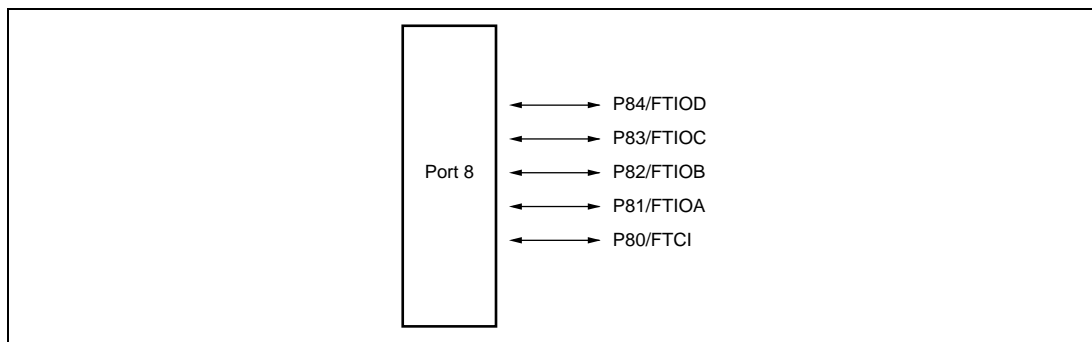 P84/FTIOD
P83/FTIOC
Port 8
P82/FTIOB
P81/FTIOA
P80/FTCI